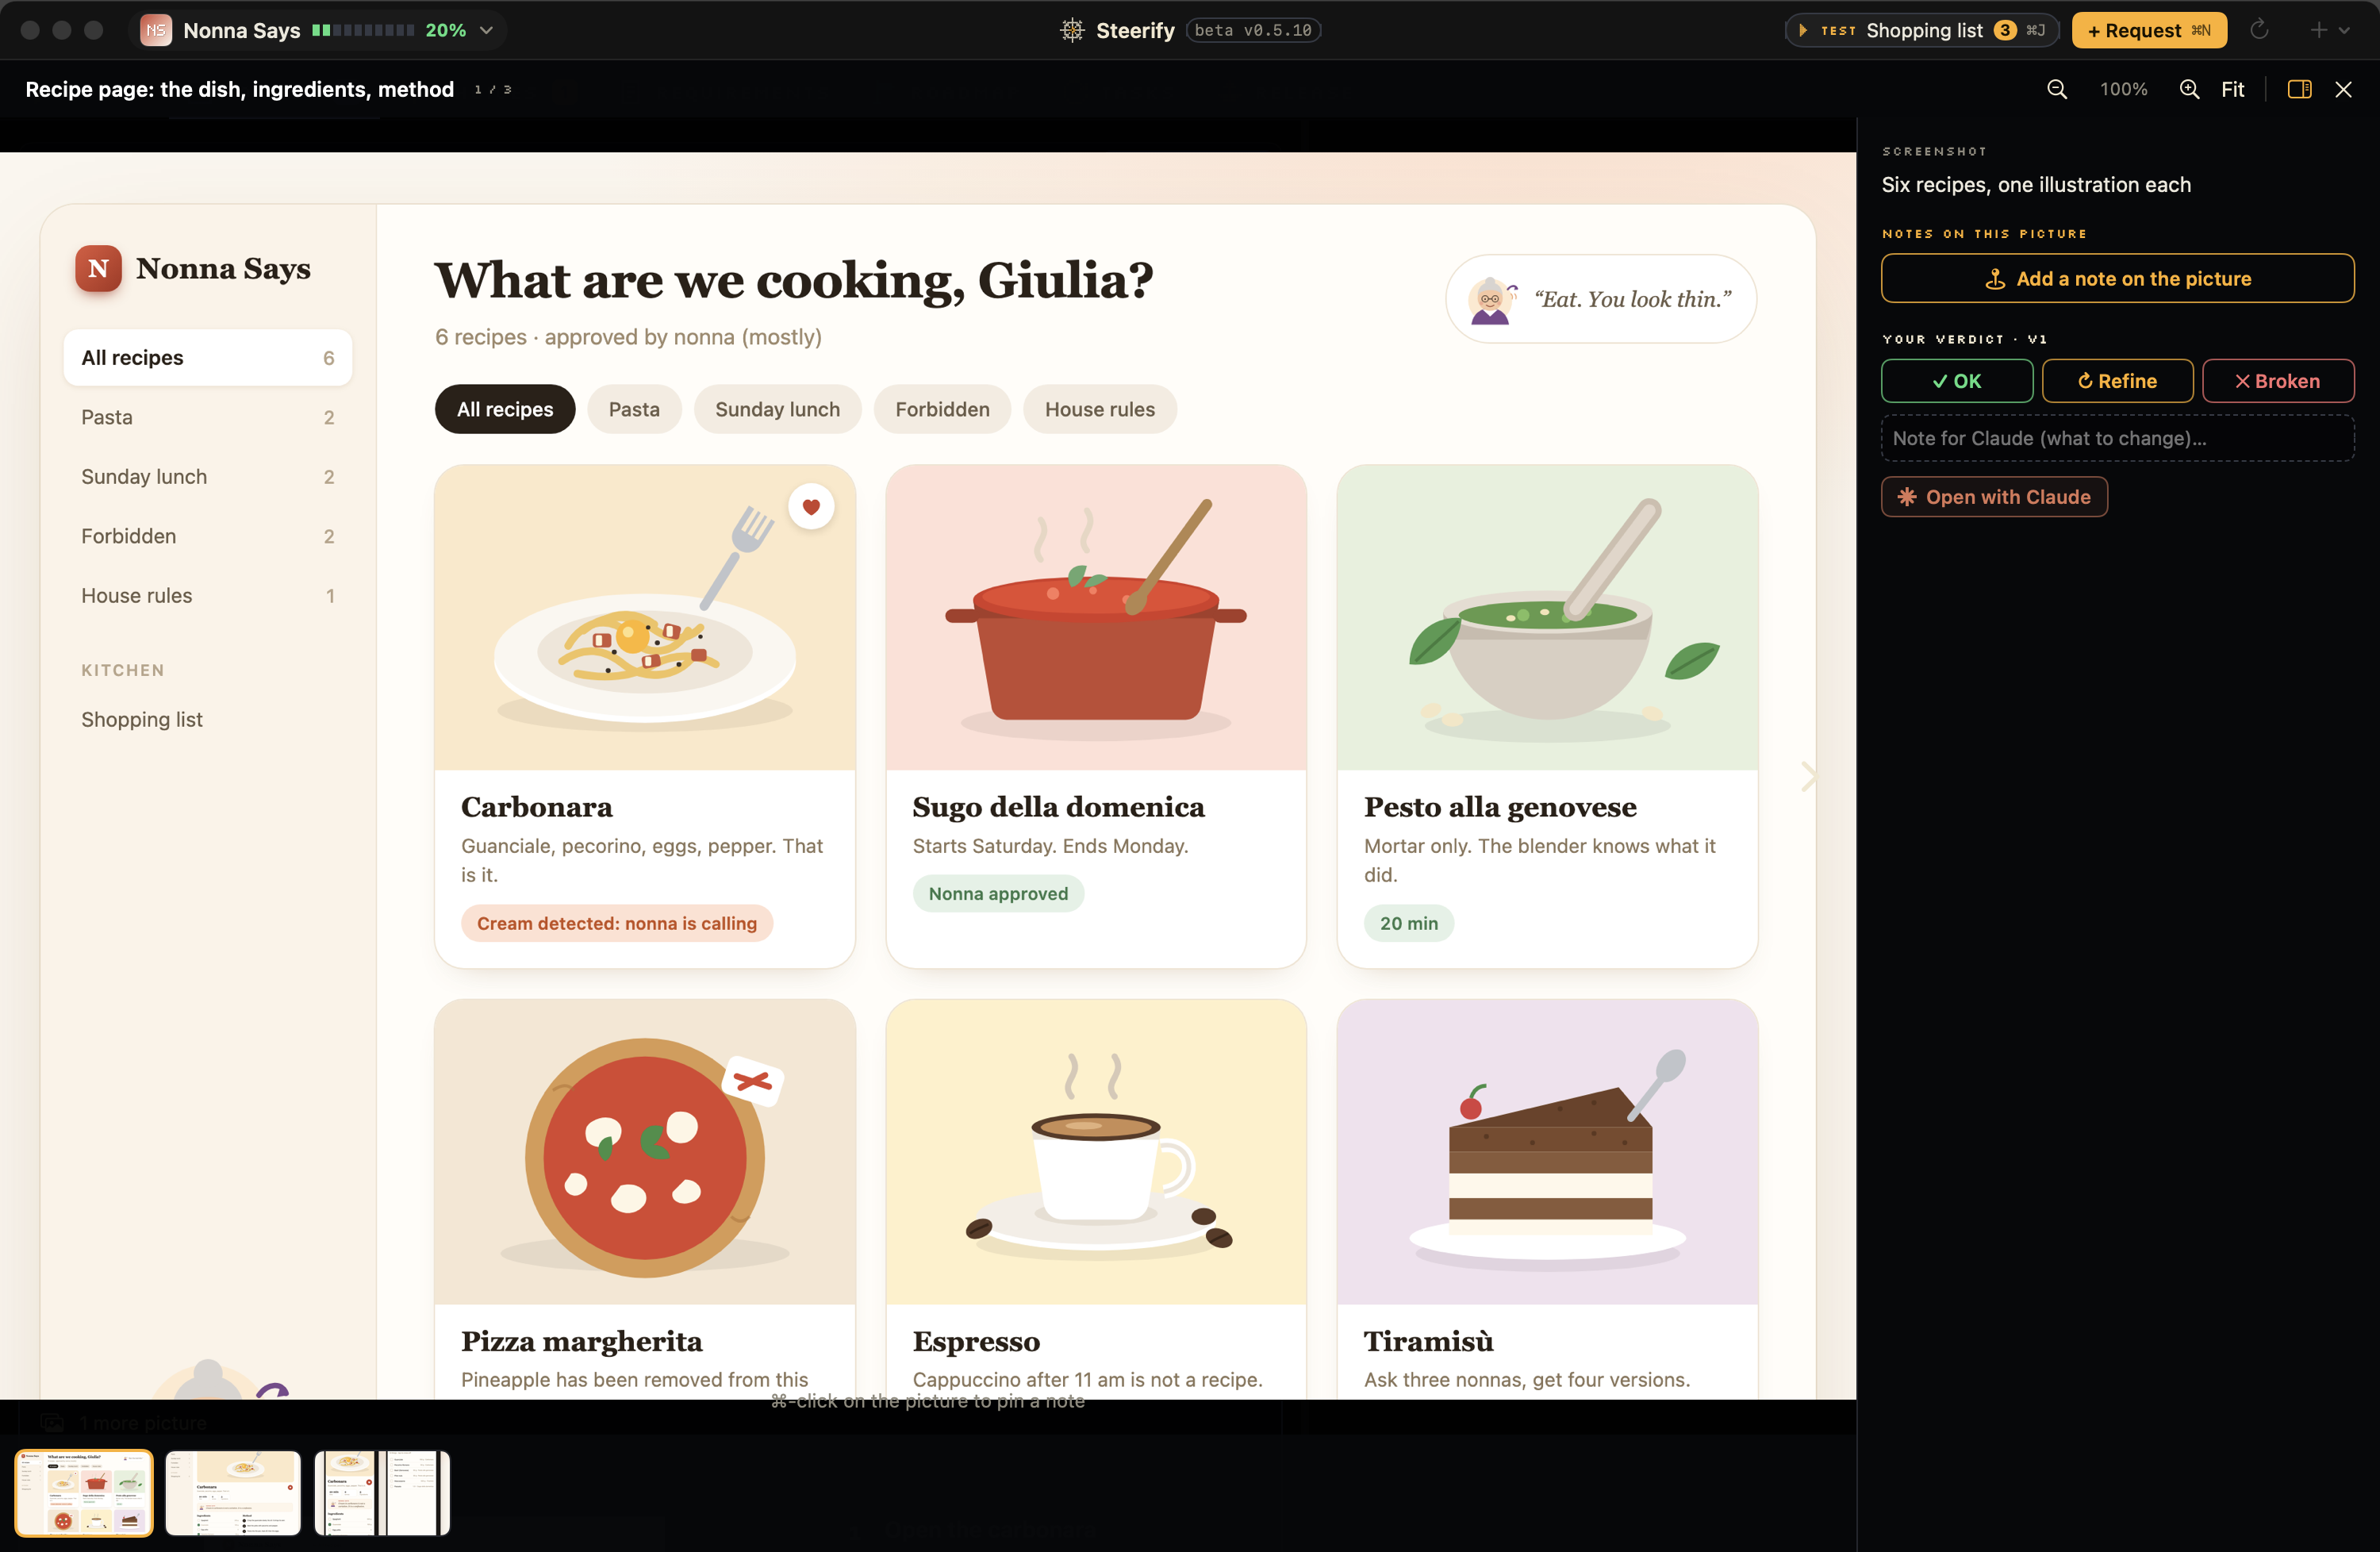 NS Nonna Says 20%
Steerify beta v0.5.10
TEST Shopping list 3 ⌘J
+ Request ⌘N
Recipe page: the dish, ingredients, method 1 / 3
100% Fit
N Nonna Says
All recipes 6
Pasta 2
Sunday lunch 2
Forbidden 2
House rules 1
KITCHEN
Shopping list
What are we cooking, Giulia?
6 recipes · approved by nonna (mostly)
“Eat. You look thin.”
All recipes Pasta Sunday lunch Forbidden House rules
Carbonara
Guanciale, pecorino, eggs, pepper. That
is it.
Cream detected: nonna is calling
Sugo della domenica
Starts Saturday. Ends Monday.
Nonna approved
Pesto alla genovese
Mortar only. The blender knows what it
did.
20 min
Pizza margherita
Pineapple has been removed from this
Espresso
Cappuccino after 11 am is not a recipe.
Tiramisù
Ask three nonnas, get four versions.
⌘-click on the picture to pin a note
1 more picture
SCREENSHOT
Six recipes, one illustration each
NOTES ON THIS PICTURE
Add a note on the picture
YOUR VERDICT · V1
OK
Refine
Broken
Note for Claude (what to change)...
Open with Claude